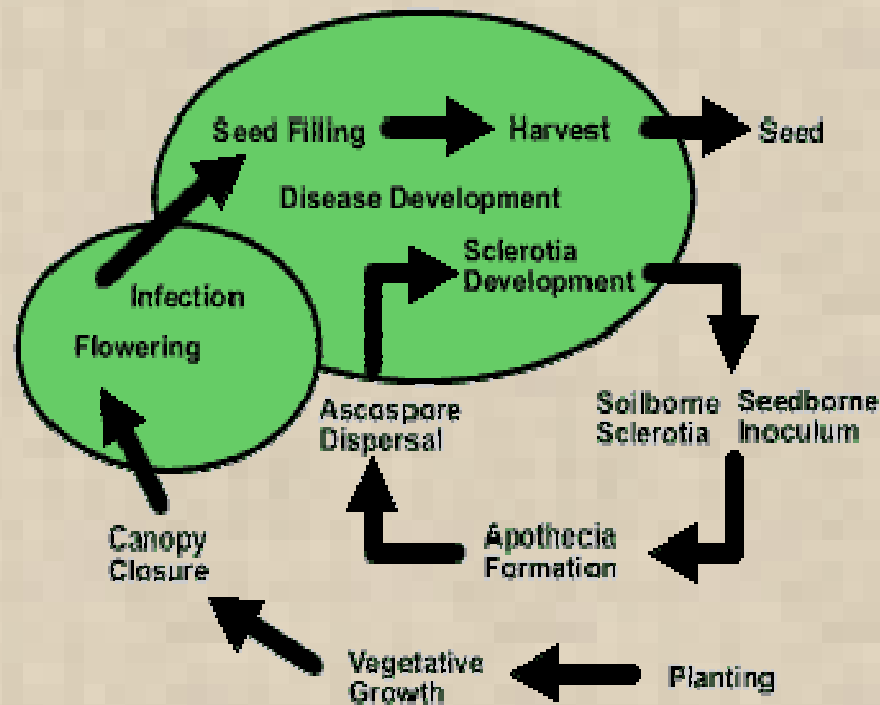 Seed Filling
Harvest
Seed
Disease Development
Sclerotia
Development
Infection
Flowering
Ascospore
Dispersal
Soilborne
Sclerotia
Seedborne
Inoculum
Canopy
Closure
Apothecia
Formation
Vegetative
Growth
Planting